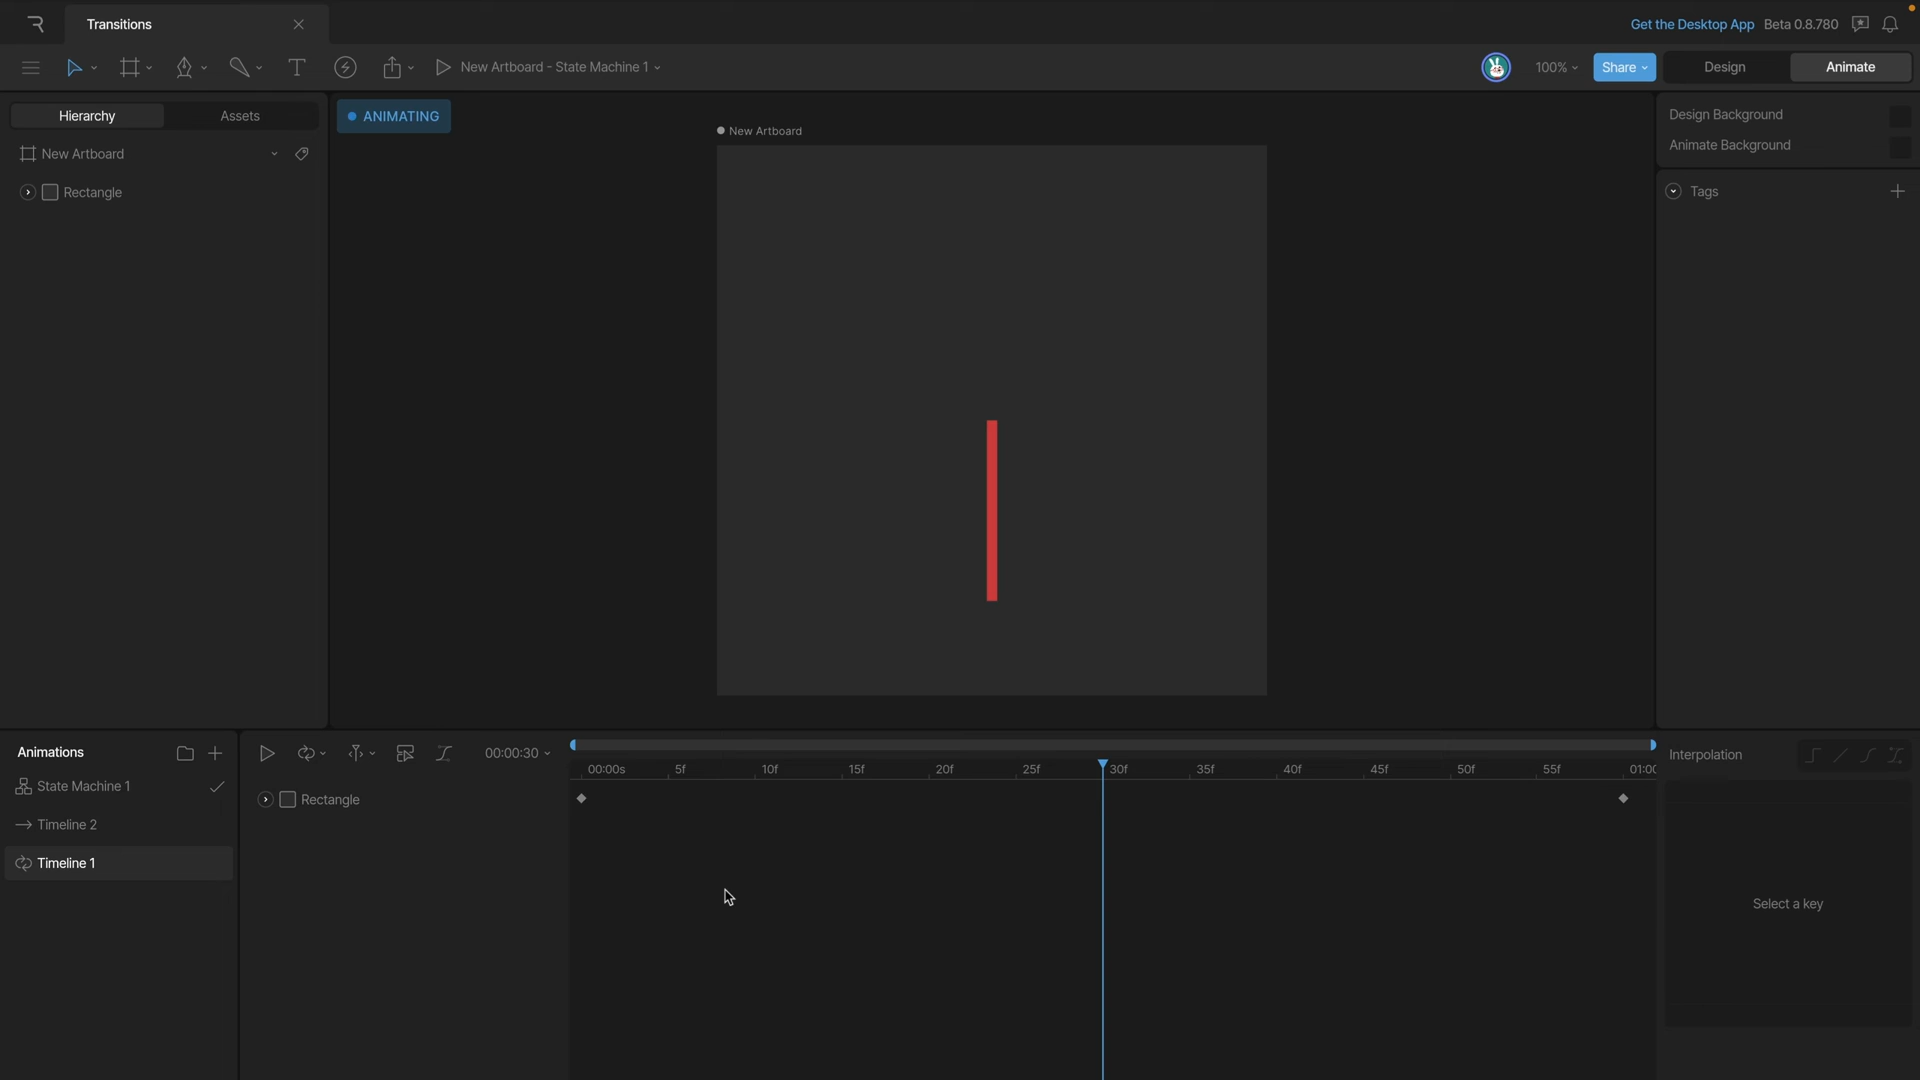 Transitions
Get the Desktop App Beta 0.8.780
New Artboard - State Machine 1
100% Share Design Animate
Hierarchy Assets
ANIMATING
New Artboard
Design Background
New Artboard
Animate Background
Rectangle
Tags
Animations
00:00:30
Interpolation
00:00s 5f 10f 15f 20f 25f 30f 35f 40f 45f 50f 55f 01:00
State Machine 1
Rectangle
Timeline 2
Timeline 1
Select a key